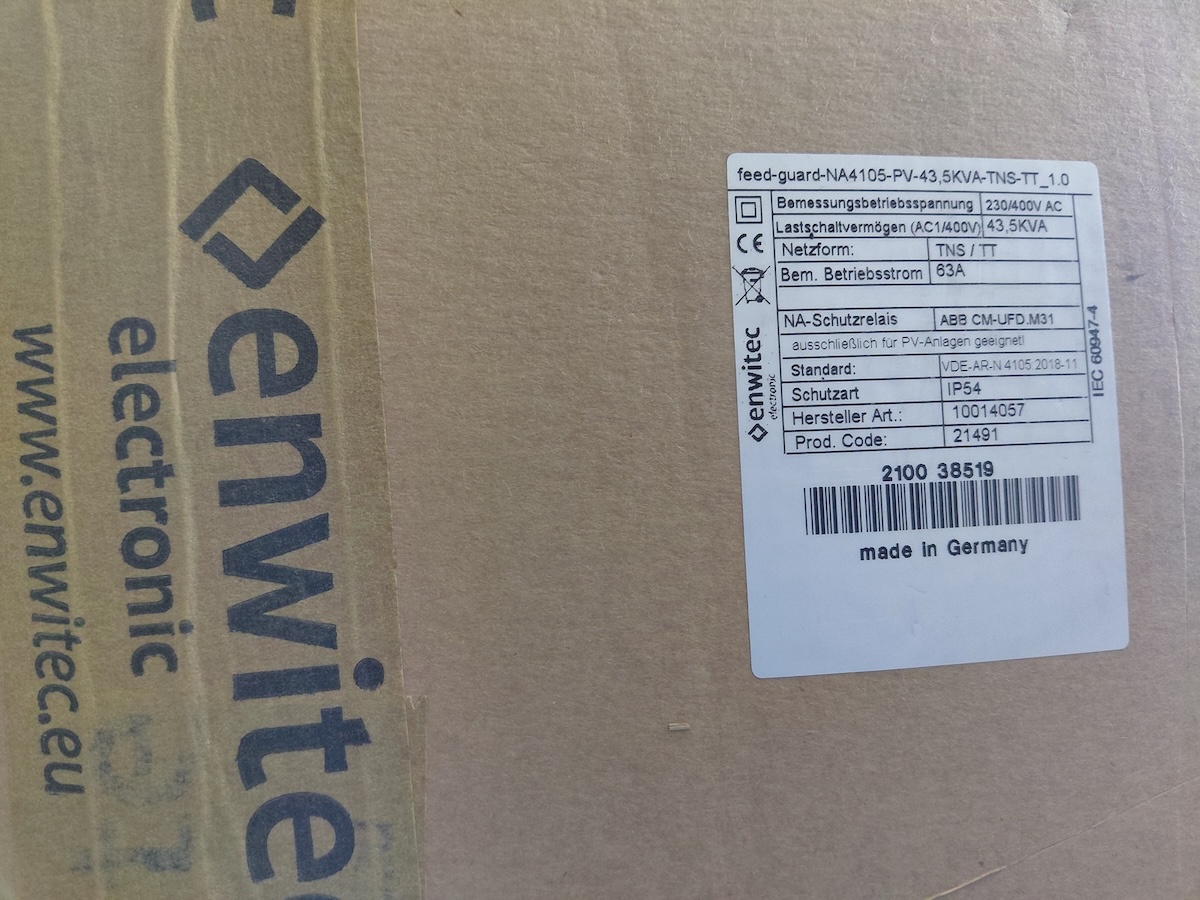 enwitec
electronic
www.enwitec.eu
feed-guard-NA4105-PV-43,5KVA-TNS-TT_1.0
Bemessungsbetriebsspannung 230/400V AC
Lastschaltvermögen (AC1/400V) 43,5KVA
Netzform: TNS / TT
Bem. Betriebsstrom 63A
NA-Schutzrelais ABB CM-UFD.M31
ausschließlich für PV-Anlagen geeignet!
Standard: VDE-AR-N 4105:2018-11
Schutzart IP54
Hersteller Art.: 10014057
Prod. Code: 21491
CE
enwitec
electronic
IEC 60947-4
2100 38519
made in Germany